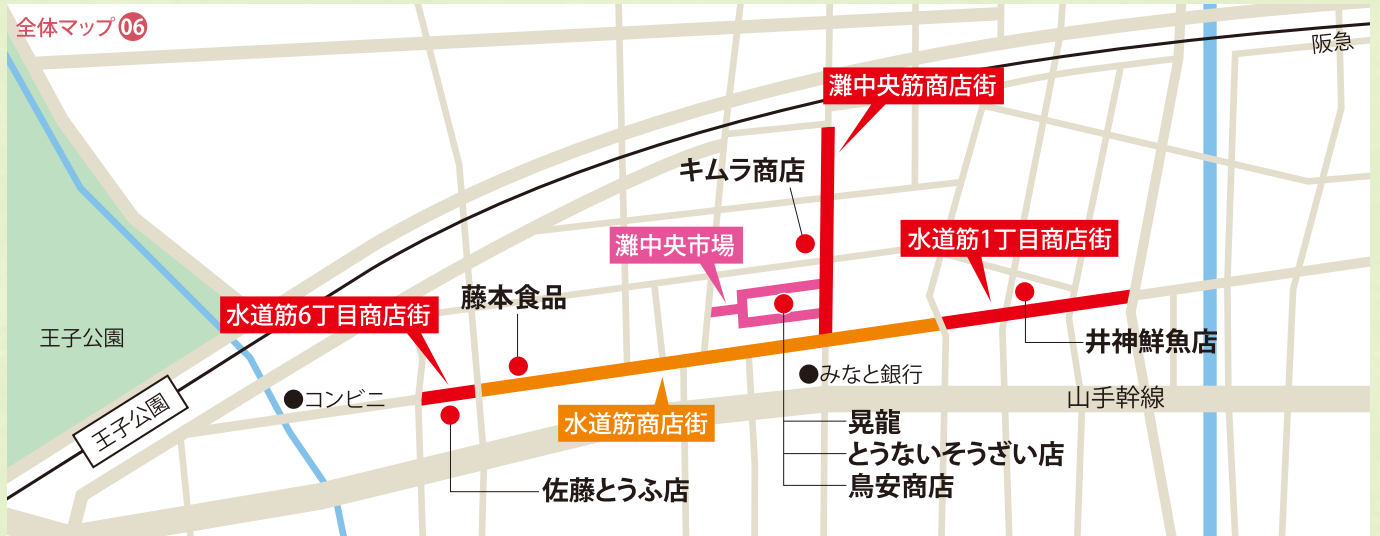 全体マップ 06
阪急
灘中央筋商店街
キムラ商店
灘中央市場
水道筋1丁目商店街
藤本食品
水道筋6丁目商店街
王子公園
井神鮮魚店
みなと銀行
コンビニ
王子公園
山手幹線
水道筋商店街
晃龍
とうないそうざい店
鳥安商店
佐藤とうふ店